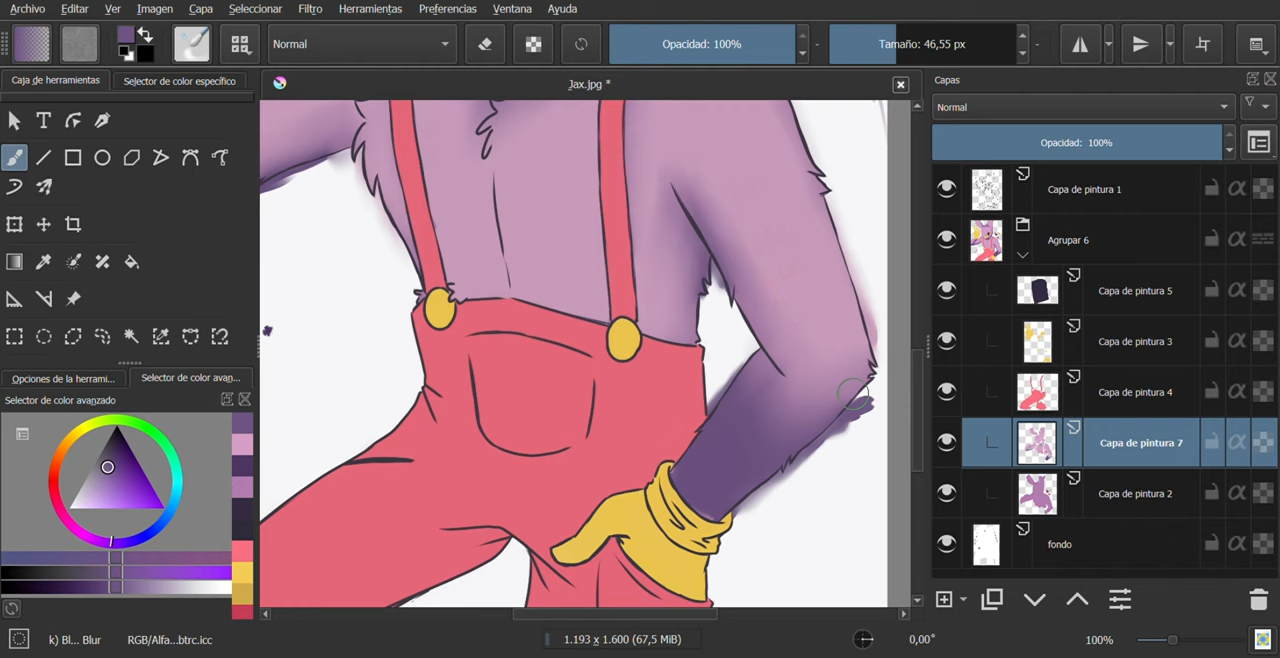 Archivo Editar Ver Imagen Capa Seleccionar Filtro Herramientas Preferencias Ventana Ayuda
Normal Opacidad: 100% Tamaño: 46,55 px
Caja de herramientas Selector de color específico Jax.jpg * Capas
T
Normal
Opacidad: 100%
Capa de pintura 1
Agrupar 6
Capa de pintura 5
Capa de pintura 3
Capa de pintura 4
Capa de pintura 7
Capa de pintura 2
fondo
Opciones de la herrami... Selector de color avan...
Selector de color avanzado
k) Bl... Blur RGB/Alfa...btrc.icc 1.193 x 1.600 (67,5 MiB) 0,00° 100%